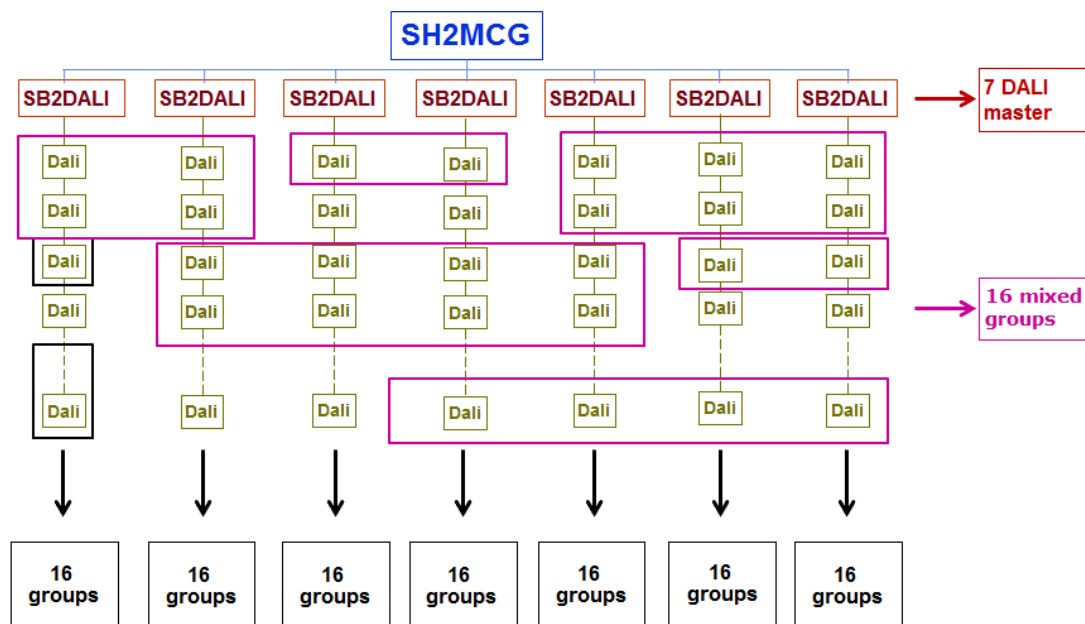 SH2MCG
SB2DALI SB2DALI SB2DALI SB2DALI SB2DALI SB2DALI SB2DALI
7 DALI
master
Dali Dali Dali Dali Dali Dali Dali
Dali Dali Dali Dali Dali Dali Dali
Dali Dali Dali Dali Dali Dali Dali
Dali Dali Dali Dali Dali Dali Dali
16 mixed
groups
Dali Dali Dali Dali Dali Dali Dali
16 16 16 16 16 16 16
groups groups groups groups groups groups groups